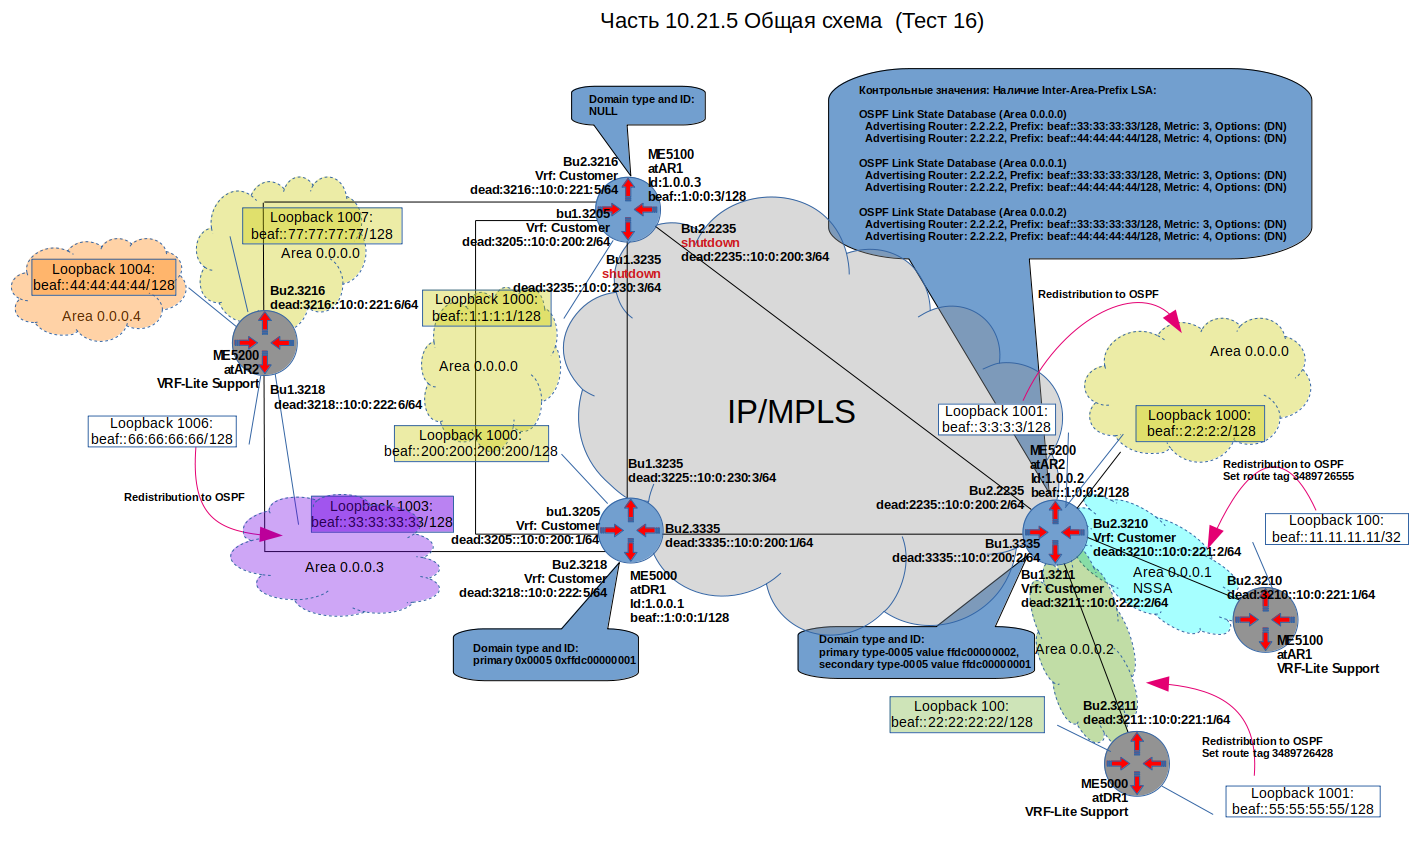 Часть 10.21.5 Общая схема  (Тест 16)
Domain type and ID:
NULL
Контрольные значения: Наличие Inter-Area-Prefix LSA:
OSPF Link State Database (Area 0.0.0.0)
Advertising Router: 2.2.2.2, Prefix: beaf::33:33:33:33/128, Metric: 3, Options: (DN)
Advertising Router: 2.2.2.2, Prefix: beaf::44:44:44:44/128, Metric: 4, Options: (DN)
OSPF Link State Database (Area 0.0.0.1)
Advertising Router: 2.2.2.2, Prefix: beaf::33:33:33:33/128, Metric: 3, Options: (DN)
Advertising Router: 2.2.2.2, Prefix: beaf::44:44:44:44/128, Metric: 4, Options: (DN)
OSPF Link State Database (Area 0.0.0.2)
Advertising Router: 2.2.2.2, Prefix: beaf::33:33:33:33/128, Metric: 3, Options: (DN)
Advertising Router: 2.2.2.2, Prefix: beaf::44:44:44:44/128, Metric: 4, Options: (DN)
Bu2.3216
Vrf: Customer
dead:3216::10:0:221:5/64
ME5100
atAR1
Id:1.0.0.3
beaf::1:0:0:3/128
bu1.3205
Vrf: Customer
dead:3205::10:0:200:2/64
Bu2.2235
shutdown
dead:2235::10:0:200:3/64
Bu1.3235
shutdown
dead:3235::10:0:230:3/64
Loopback 1007:
beaf::77:77:77:77/128
Area 0.0.0.0
Loopback 1004:
beaf::44:44:44:44/128
Area 0.0.0.4
Bu2.3216
dead:3216::10:0:221:6/64
ME5200
atAR2
VRF-Lite Support
Bu1.3218
dead:3218::10:0:222:6/64
Loopback 1000:
beaf::1:1:1:1/128
Area 0.0.0.0
Loopback 1000:
beaf::200:200:200:200/128
Loopback 1006:
beaf::66:66:66:66/128
Redistribution to OSPF
Loopback 1003:
beaf::33:33:33:33/128
Area 0.0.0.3
IP/MPLS
Redistribution to OSPF
Area 0.0.0.0
Loopback 1001:
beaf::3:3:3:3/128
Loopback 1000:
beaf::2:2:2:2/128
ME5200
atAR2
Id:1.0.0.2
beaf::1:0:0:2/128
Redistribution to OSPF
Set route tag 3489726555
Bu1.3235
dead:3225::10:0:230:3/64
Bu2.2235
dead:2235::10:0:200:2/64
bu1.3205
Vrf: Customer
dead:3205::10:0:200:1/64
Bu2.3335
dead:3335::10:0:200:1/64
Bu1.3335
dead:3335::10:0:200:2/64
Bu2.3210
Vrf: Customer
dead:3210::10:0:221:2/64
Loopback 100:
beaf::11.11.11.11/32
Bu2.3218
Vrf: Customer
dead:3218::10:0:222:5/64
ME5000
atDR1
Id:1.0.0.1
beaf::1:0:0:1/128
Bu1.3211
Vrf: Customer
dead:3211::10:0:222:2/64
Area 0.0.0.1
NSSA
Bu2.3210
dead:3210::10:0:221:1/64
ME5100
atAR1
VRF-Lite Support
Domain type and ID:
primary 0x0005 0xffdc00000001
Domain type and ID:
primary type-0005 value ffdc00000002,
secondary type-0005 value ffdc00000001
Area 0.0.0.2
Loopback 100:
beaf::22:22:22:22/128
Bu2.3211
dead:3211::10:0:221:1/64
Redistribution to OSPF
Set route tag 3489726428
ME5000
atDR1
VRF-Lite Support
Loopback 1001:
beaf::55:55:55:55/128